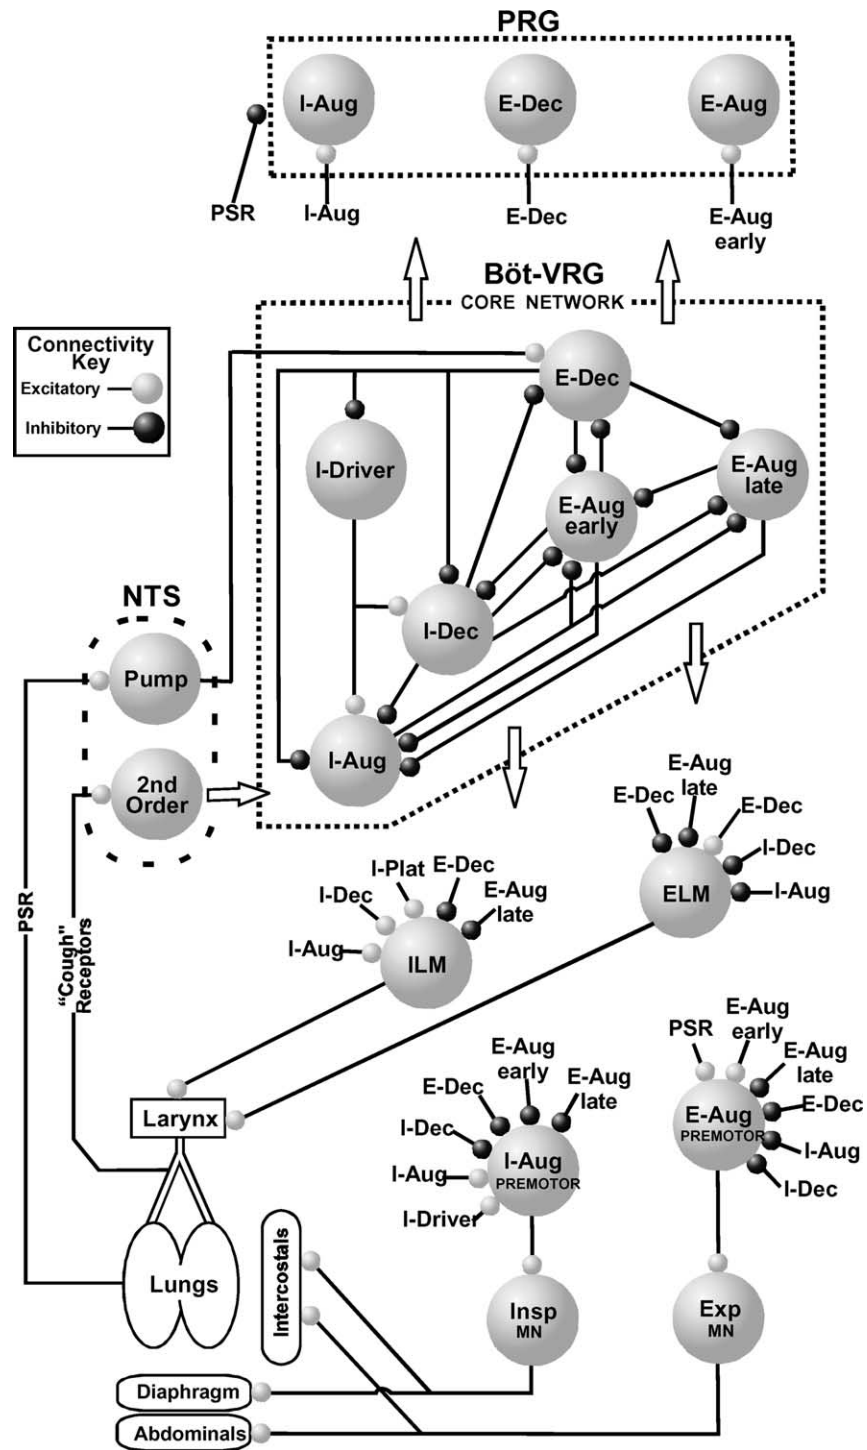 PRG
I-Aug
E-Dec
E-Aug
PSR
I-Aug
E-Dec
E-Aug
early
Böt-VRG
CORE NETWORK
Connectivity
Key
Excitatory
Inhibitory
E-Dec
I-Driver
E-Aug
late
E-Aug
early
I-Dec
I-Aug
NTS
Pump
2nd
Order
PSR
"Cough"
Receptors
I-Aug
I-Dec
I-Plat
E-Dec
E-Aug
late
ILM
E-Dec
E-Aug
late
E-Dec
I-Dec
I-Aug
ELM
Larynx
Lungs
Intercostals
Diaphragm
Abdominals
I-Driver
I-Aug
I-Dec
E-Dec
E-Aug
early
E-Aug
late
I-Aug
PREMOTOR
Insp
MN
PSR
E-Aug
early
E-Aug
late
E-Dec
I-Aug
I-Dec
E-Aug
PREMOTOR
Exp
MN